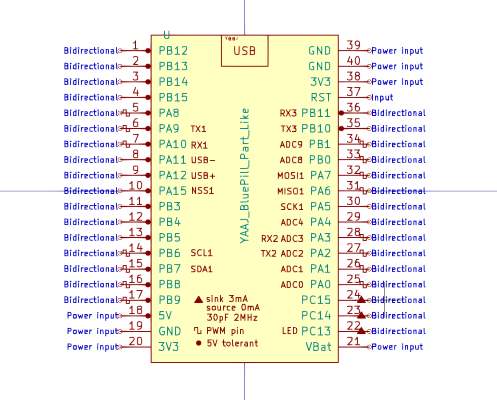 U
USB
Bidirectional 1 PB12 GND 39 Power input
Bidirectional 2 PB13 GND 40 Power input
Bidirectional 3 PB14 3V3 38 Power input
Bidirectional 4 PB15 RST 37 Input
Bidirectional 5 PA8 RX3 PB11 36 Bidirectional
Bidirectional 6 PA9 TX1 TX3 PB10 35 Bidirectional
Bidirectional 7 PA10 RX1 ADC9 PB1 34 Bidirectional
Bidirectional 8 PA11 USB- ADC8 PB0 33 Bidirectional
Bidirectional 9 PA12 USB+ MOSI1 PA7 32 Bidirectional
Bidirectional 10 PA15 NSS1 MISO1 PA6 31 Bidirectional
Bidirectional 11 PB3 SCK1 PA5 30 Bidirectional
Bidirectional 12 PB4 ADC4 PA4 29 Bidirectional
Bidirectional 13 PB5 RX2 ADC3 PA3 28 Bidirectional
Bidirectional 14 PB6 SCL1 TX2 ADC2 PA2 27 Bidirectional
Bidirectional 15 PB7 SDA1 ADC1 PA1 26 Bidirectional
Bidirectional 16 PB8 ADC0 PA0 25 Bidirectional
Bidirectional 17 PB9 PC15 24 Bidirectional
Power input 18 5V PC14 23 Bidirectional
Power input 19 GND LED PC13 22 Bidirectional
Power input 20 3V3 VBat 21 Power input
YAAJ_BluePill_Part_Like
sink 3mA
source 0mA
30pF 2MHz
PWM pin
5V tolerant